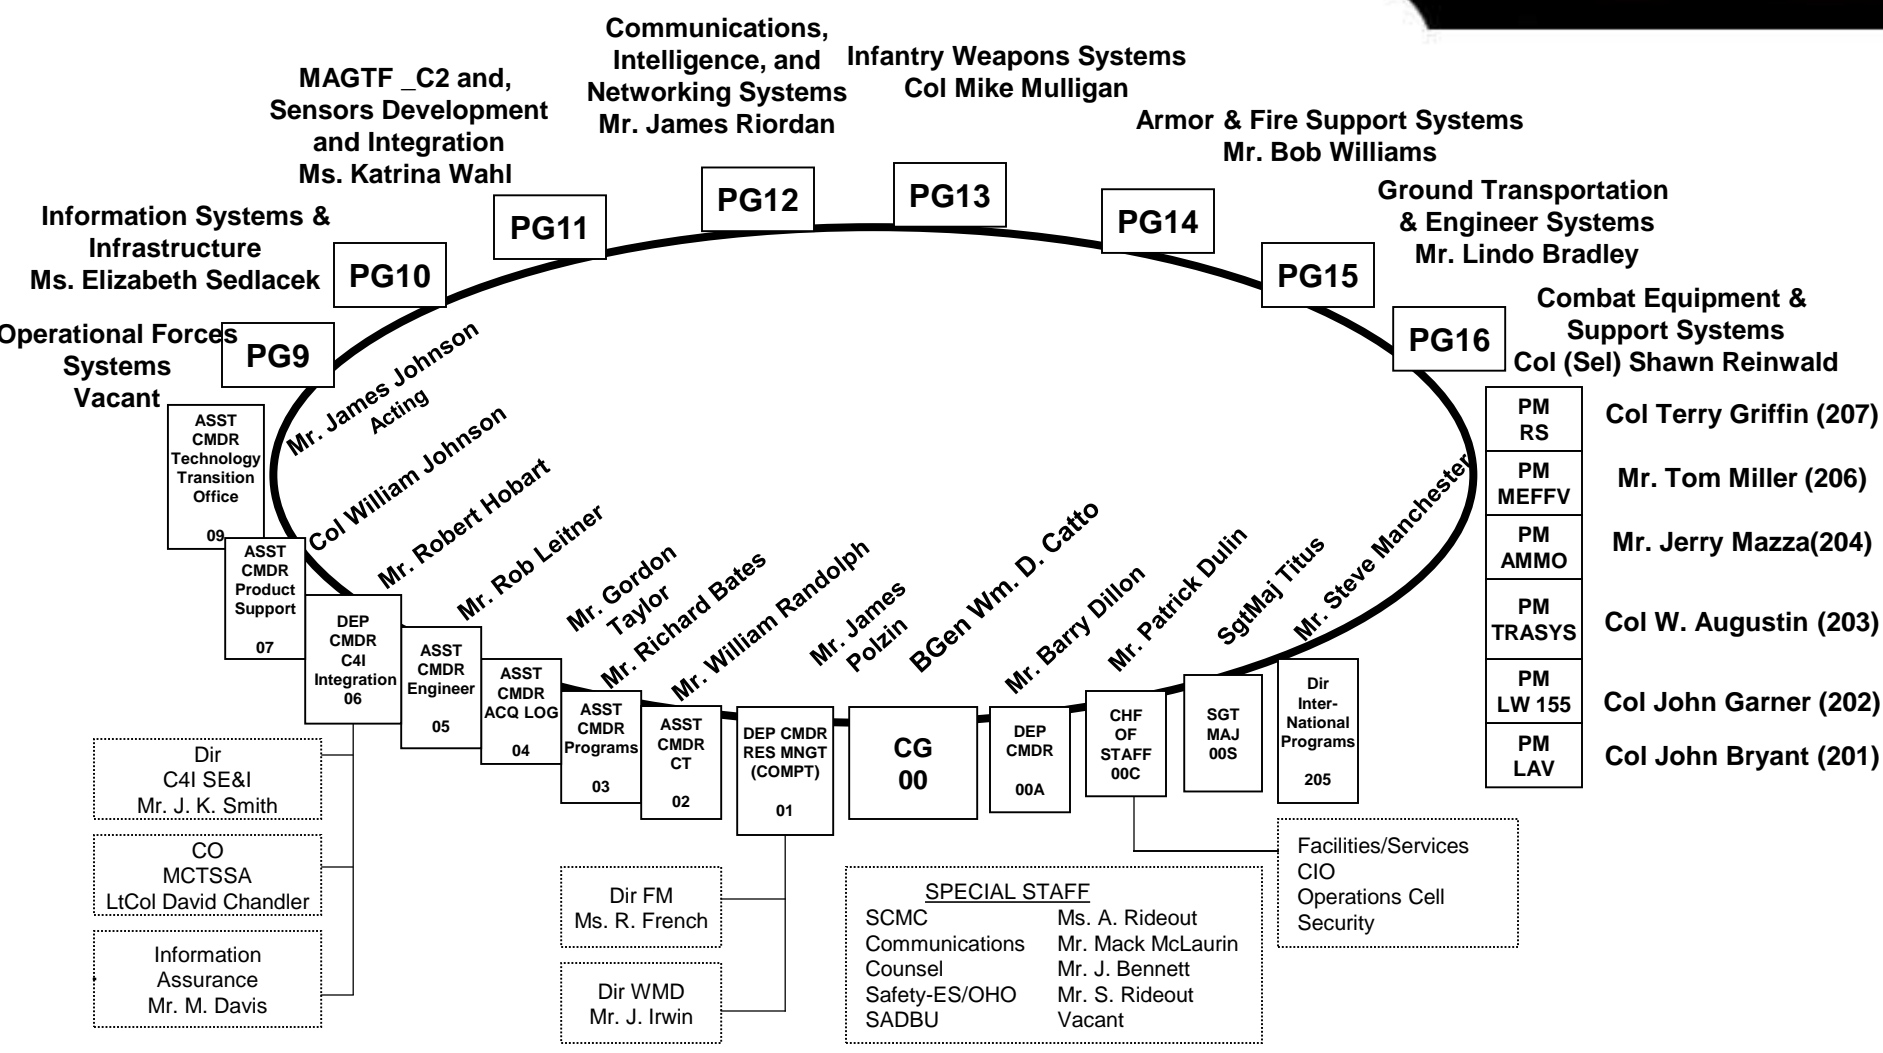 Communications,
Intelligence, and
Networking Systems
Mr. James Riordan
Infantry Weapons Systems
Col Mike Mulligan
MAGTF _C2 and,
Sensors Development
and Integration
Ms. Katrina Wahl
Armor & Fire Support Systems
Mr. Bob Williams
Ground Transportation
& Engineer Systems
Mr. Lindo Bradley
Information Systems &
Infrastructure
Ms. Elizabeth Sedlacek
Combat Equipment &
Support Systems
Col (Sel) Shawn Reinwald
Operational Forces
Systems
Vacant
PG9
PG10
PG11
PG12
PG13
PG14
PG15
PG16
PM
RS
Col Terry Griffin (207)
PM
MEFFV
Mr. Tom Miller (206)
PM
AMMO
Mr. Jerry Mazza(204)
PM
TRASYS
Col W. Augustin (203)
PM
LW 155
Col John Garner (202)
PM
LAV
Col John Bryant (201)
Mr. James Johnson
Acting
Col William Johnson
Mr. Robert Hobart
Mr. Rob Leitner
Mr. Gordon
Taylor
Mr. Richard Bates
Mr. William Randolph
Mr. James
Polzin
BGen Wm. D. Catto
Mr. Barry Dillon
Mr. Patrick Dulin
SgtMaj Titus
Mr. Steve Manchester
ASST
CMDR
Technology
Transition
Office
09
ASST
CMDR
Product
Support
07
DEP
CMDR
C4I
Integration
06
ASST
CMDR
Engineer
05
ASST
CMDR
ACQ LOG
04
ASST
CMDR
Programs
03
ASST
CMDR
CT
02
DEP CMDR
RES MNGT
(COMPT)
01
CG
00
DEP
CMDR
00A
CHF
OF
STAFF
00C
SGT
MAJ
00S
Dir
Inter-
National
Programs
205
Dir
C4I SE&I
Mr. J. K. Smith
CO
MCTSSA
LtCol David Chandler
Information
Assurance
Mr. M. Davis
Dir FM
Ms. R. French
Dir WMD
Mr. J. Irwin
SPECIAL STAFF
SCMC Ms. A. Rideout
Communications Mr. Mack McLaurin
Counsel Mr. J. Bennett
Safety-ES/OHO Mr. S. Rideout
SADBU Vacant
Facilities/Services
CIO
Operations Cell
Security